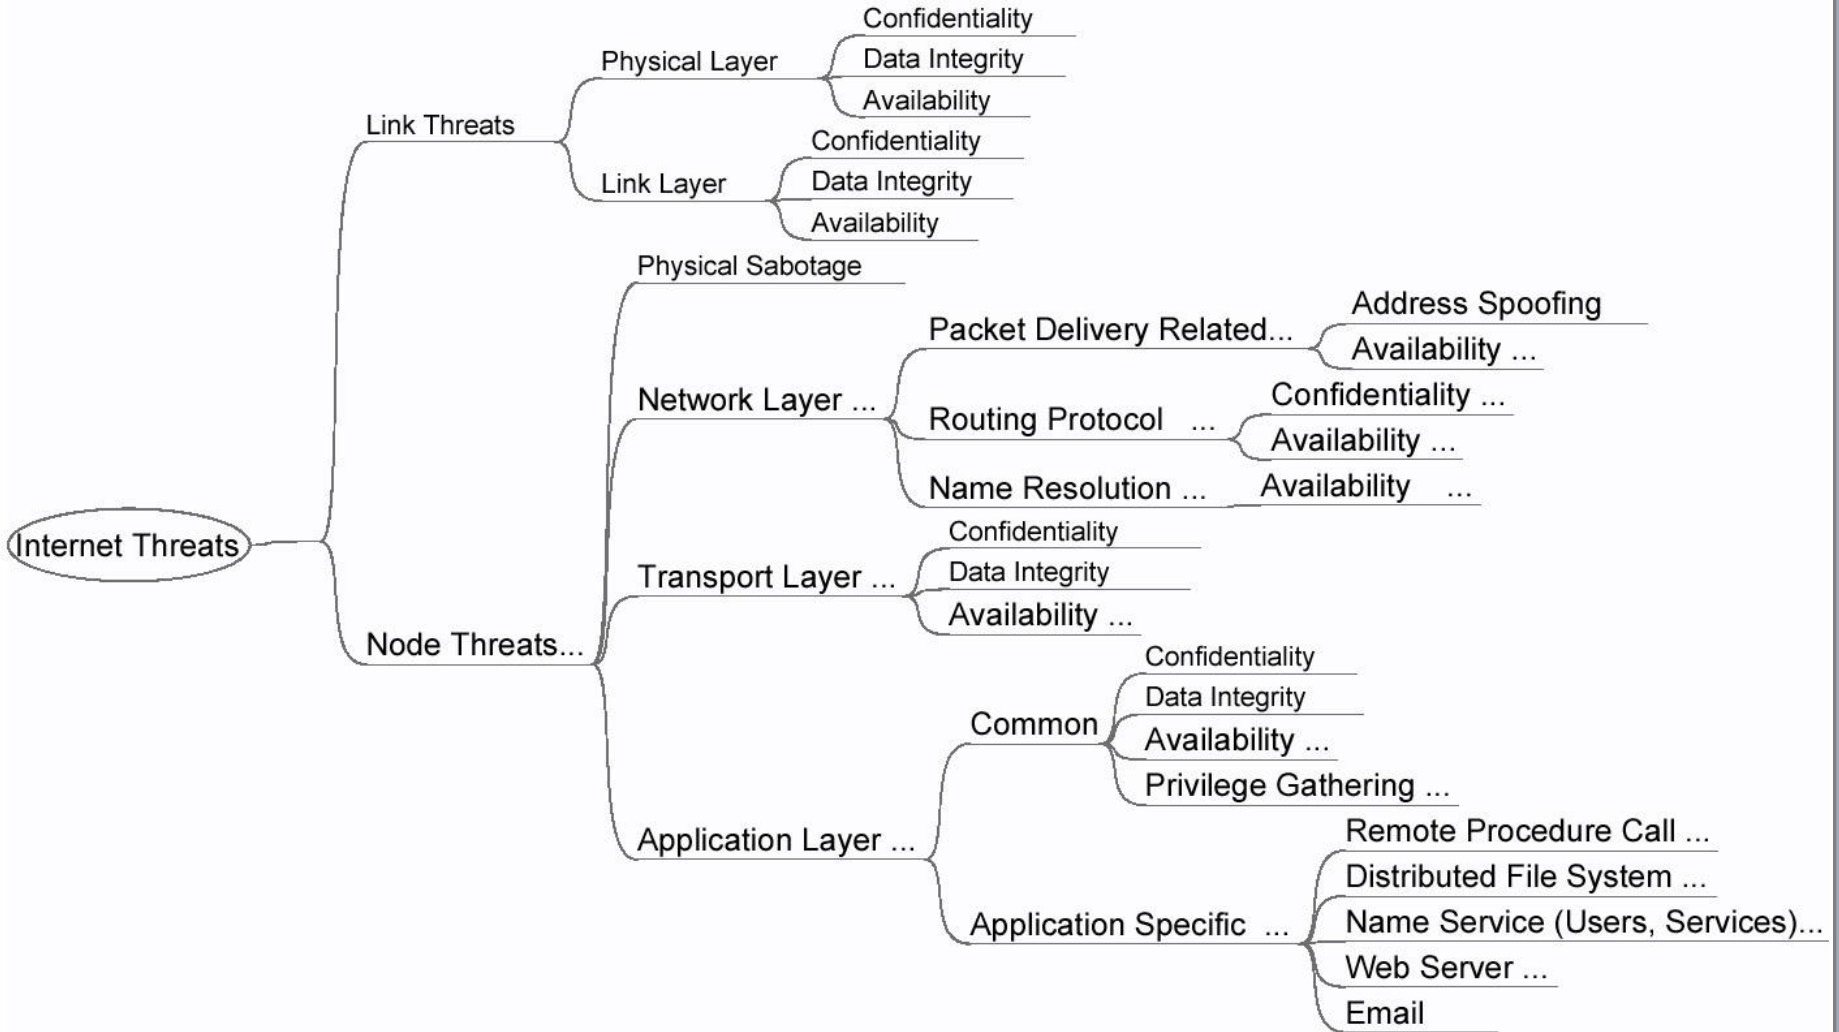 Confidentiality
Physical Layer
Data Integrity
Availability
Link Threats
Confidentiality
Link Layer
Data Integrity
Availability
Physical Sabotage
Address Spoofing
Packet Delivery Related...
Availability ...
Network Layer ...
Confidentiality ...
Routing Protocol ...
Availability ...
Name Resolution ...
Availability ...
Internet Threats
Confidentiality
Transport Layer ...
Data Integrity
Availability ...
Node Threats...
Confidentiality
Data Integrity
Common
Availability ...
Privilege Gathering ...
Application Layer ...
Remote Procedure Call ...
Distributed File System ...
Application Specific ...
Name Service (Users, Services)...
Web Server ...
Email